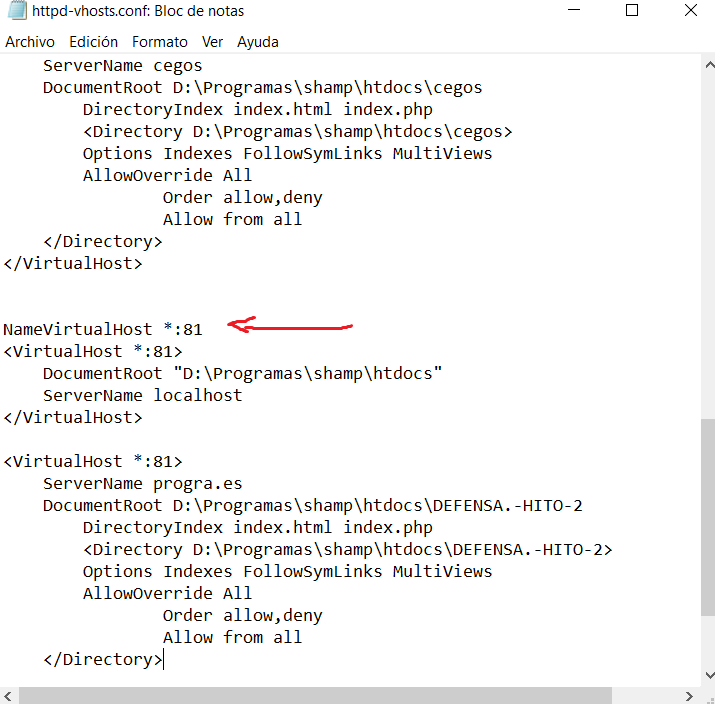 httpd-vhosts.conf: Bloc de notas
Archivo Edición Formato Ver Ayuda
ServerName cegos
DocumentRoot D:\Programas\shamp\htdocs\cegos
DirectoryIndex index.html index.php
<Directory D:\Programas\shamp\htdocs\cegos>
Options Indexes FollowSymLinks MultiViews
AllowOverride All
Order allow,deny
Allow from all
</Directory>
</VirtualHost>
NameVirtualHost *:81
<VirtualHost *:81>
DocumentRoot "D:\Programas\shamp\htdocs"
ServerName localhost
</VirtualHost>
<VirtualHost *:81>
ServerName progra.es
DocumentRoot D:\Programas\shamp\htdocs\DEFENSA.-HITO-2
DirectoryIndex index.html index.php
<Directory D:\Programas\shamp\htdocs\DEFENSA.-HITO-2>
Options Indexes FollowSymLinks MultiViews
AllowOverride All
Order allow,deny
Allow from all
</Directory>